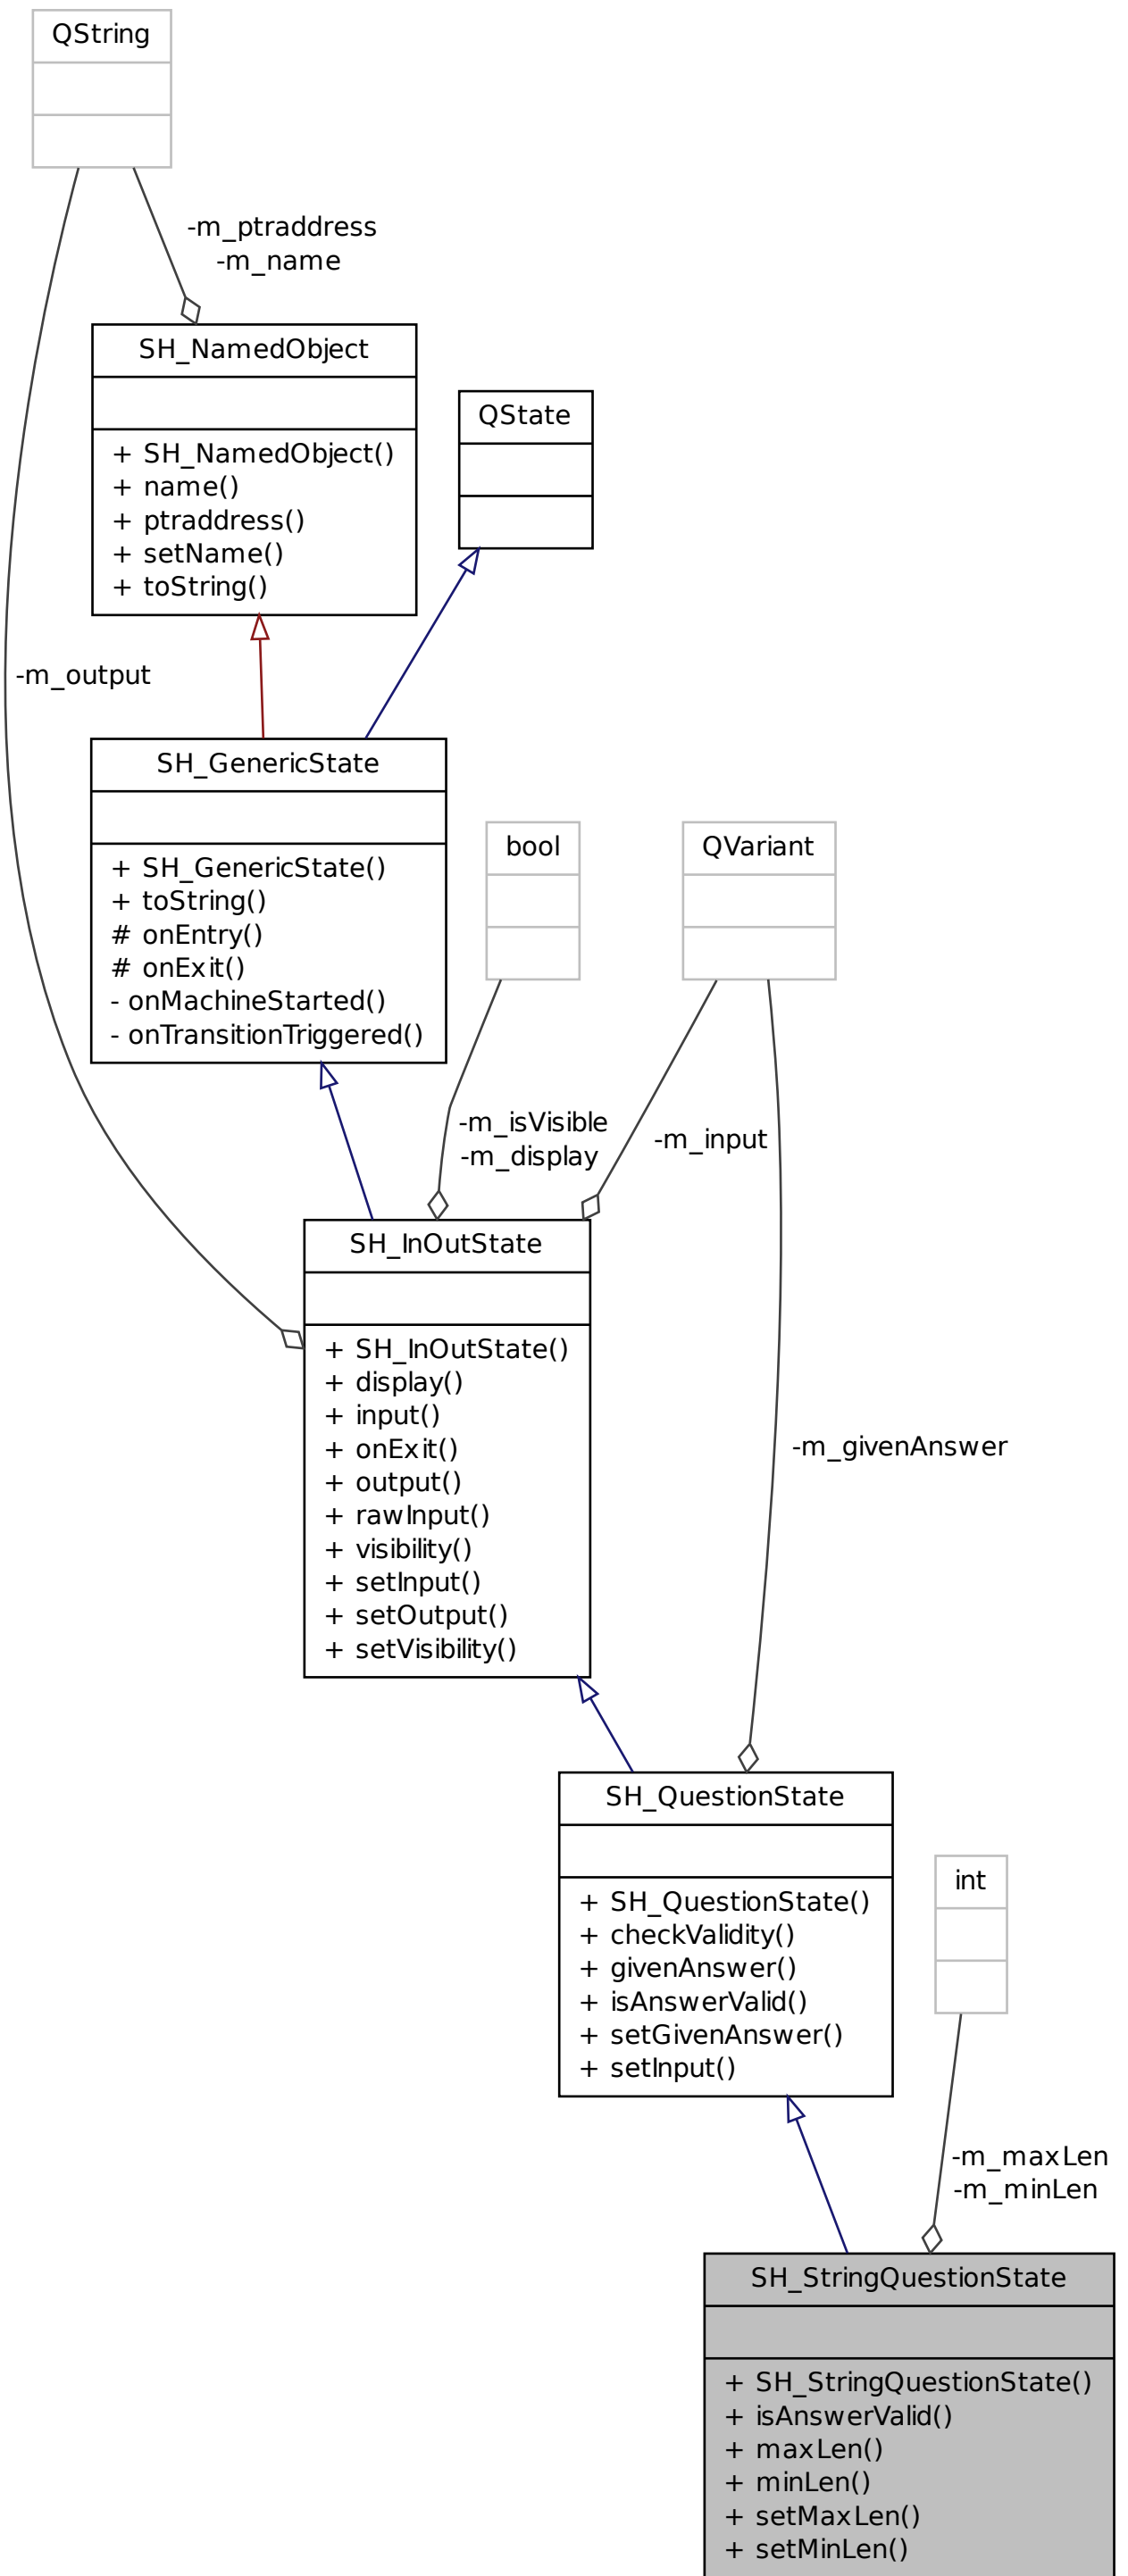 QString
-m_ptraddress
-m_name
SH_NamedObject
+ SH_NamedObject()
+ name()
+ ptraddress()
+ setName()
+ toString()
QState
-m_output
SH_GenericState
+ SH_GenericState()
+ toString()
# onEntry()
# onExit()
- onMachineStarted()
- onTransitionTriggered()
bool
QVariant
-m_isVisible
-m_display
-m_input
SH_InOutState
+ SH_InOutState()
+ display()
+ input()
+ onExit()
+ output()
+ rawInput()
+ visibility()
+ setInput()
+ setOutput()
+ setVisibility()
-m_givenAnswer
SH_QuestionState
+ SH_QuestionState()
+ checkValidity()
+ givenAnswer()
+ isAnswerValid()
+ setGivenAnswer()
+ setInput()
int
-m_maxLen
-m_minLen
SH_StringQuestionState
+ SH_StringQuestionState()
+ isAnswerValid()
+ maxLen()
+ minLen()
+ setMaxLen()
+ setMinLen()